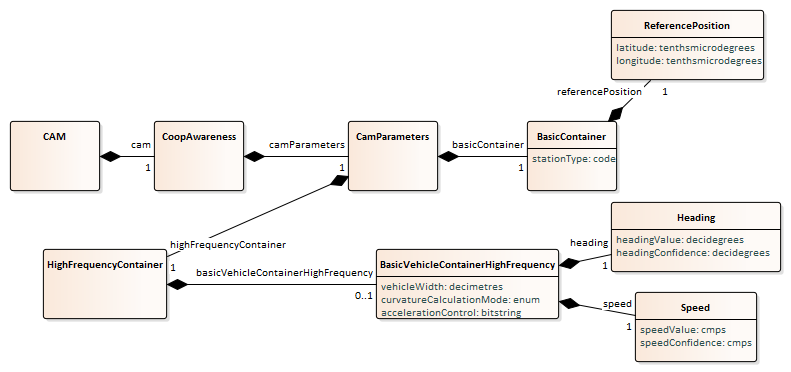 ReferencePosition
latitude: tenthsmicrodegrees
longitude: tenthsmicrodegrees
referencePosition
1
CAM
cam
1
CoopAwareness
camParameters
1
CamParameters
basicContainer
1
BasicContainer
stationType: code
highFrequencyContainer
1
HighFrequencyContainer
basicVehicleContainerHighFrequency
0..1
BasicVehicleContainerHighFrequency
vehicleWidth: decimetres
curvatureCalculationMode: enum
accelerationControl: bitstring
heading
1
Heading
headingValue: decidegrees
headingConfidence: decidegrees
speed
1
Speed
speedValue: cmps
speedConfidence: cmps